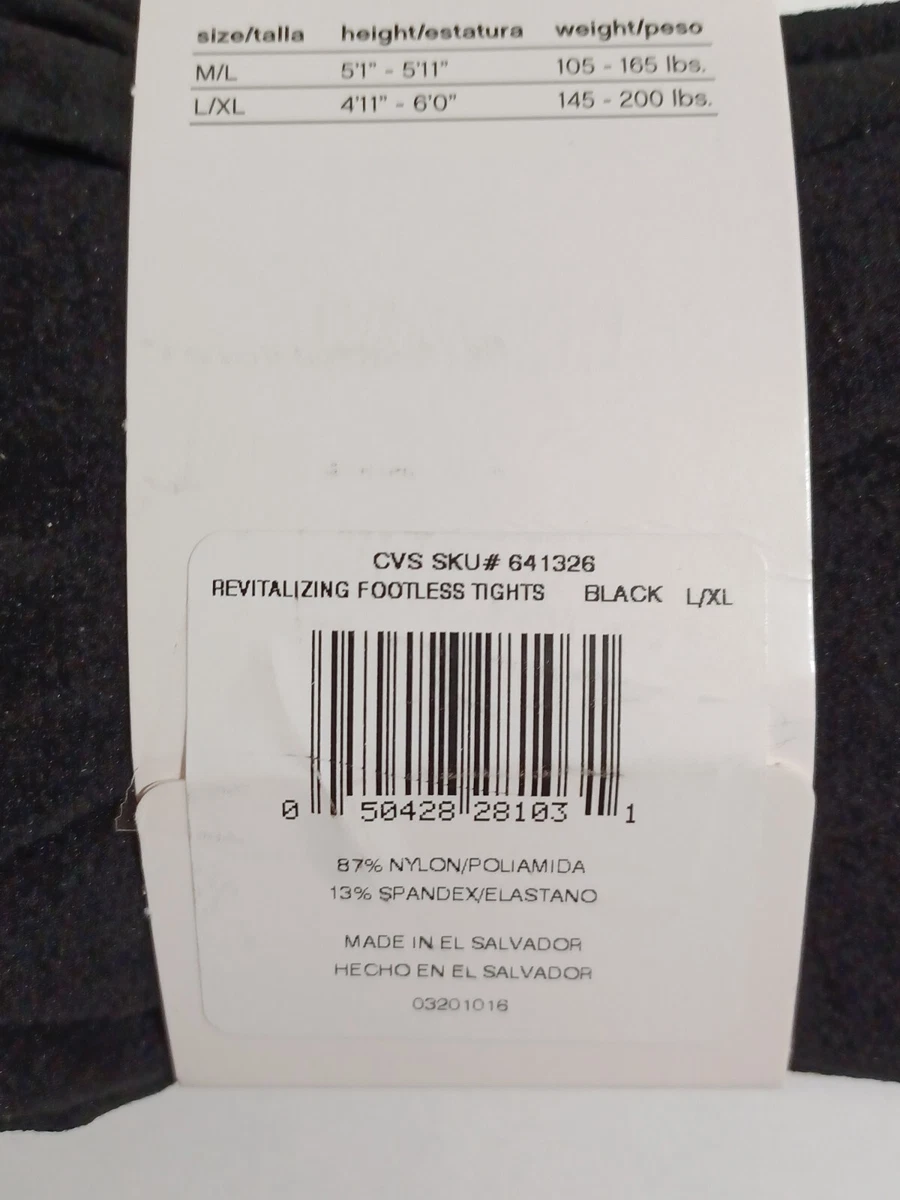 size/talla height/estatura weight/peso
M/L 5'1" - 5'11" 105 - 165 lbs.
L/XL 4'11" - 6'0" 145 - 200 lbs.
CVS SKU# 641326
REVITALIZING FOOTLESS TIGHTS BLACK L/XL
0 50428 28103 1
87% NYLON/POLIAMIDA
13% SPANDEX/ELASTANO
MADE IN EL SALVADOR
HECHO EN EL SALVADOR
03201016